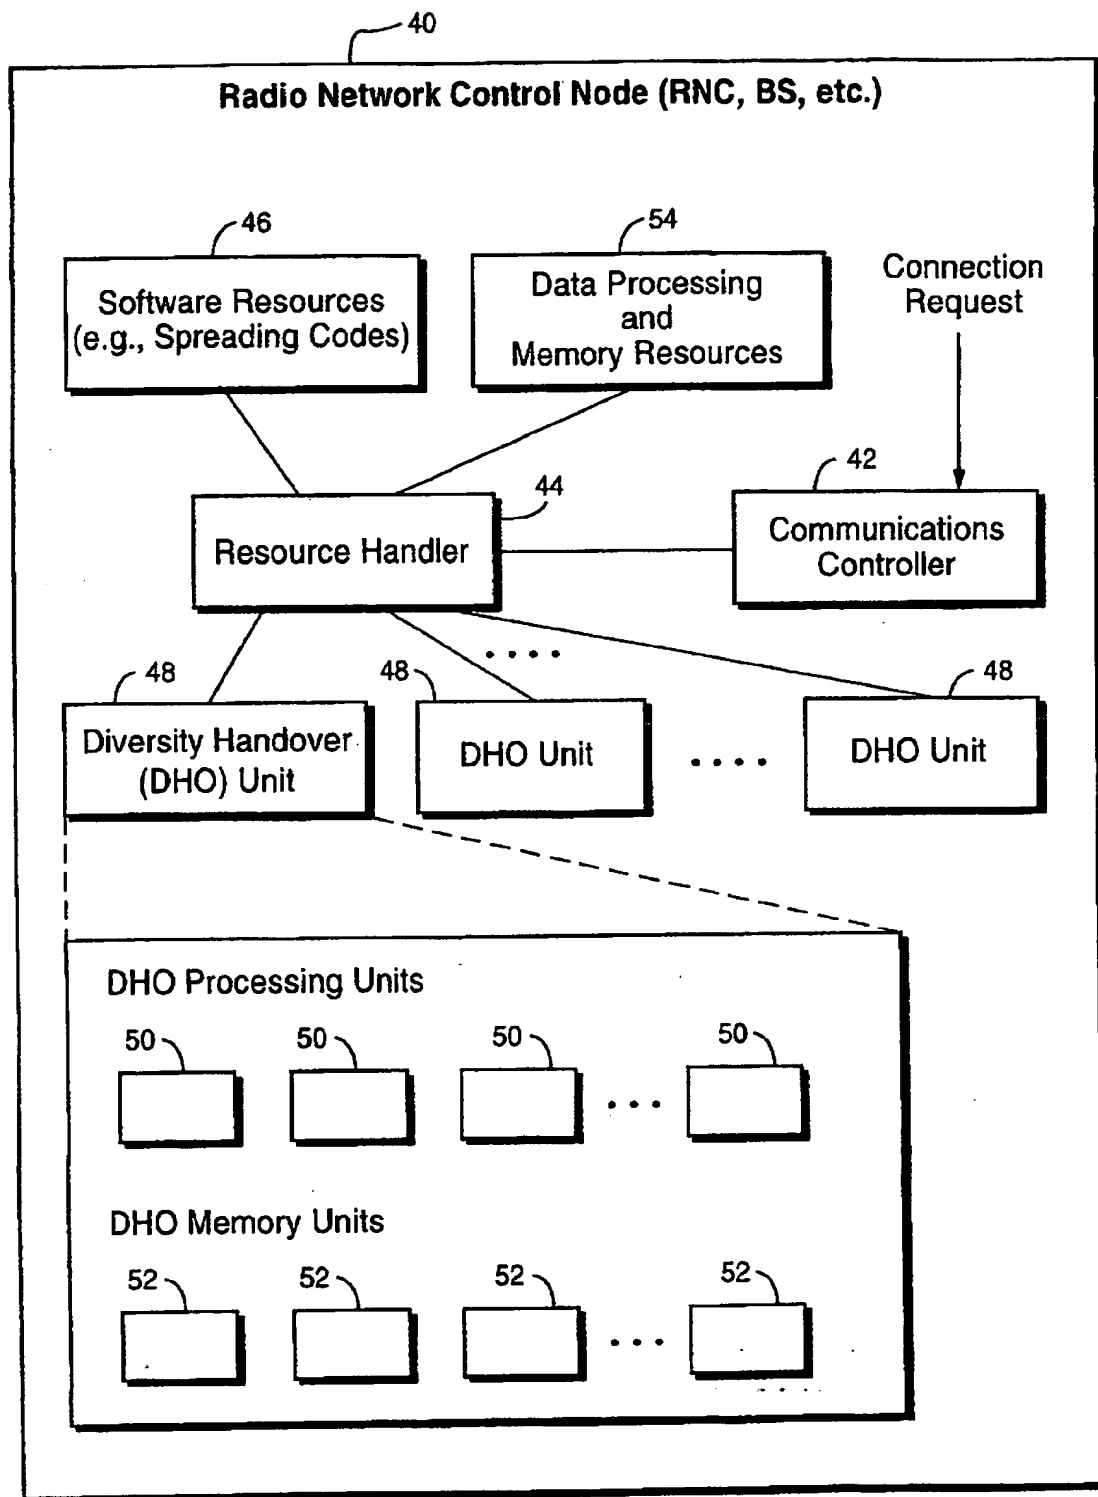 40
Radio Network Control Node (RNC, BS, etc.)
46
54
Software Resources
(e.g., Spreading Codes)
Data Processing
and
Memory Resources
Connection
Request
44
42
Resource Handler
Communications
Controller
48
48
48
Diversity Handover
(DHO) Unit
DHO Unit
DHO Unit
DHO Processing Units
50
50
50
50
DHO Memory Units
52
52
52
52